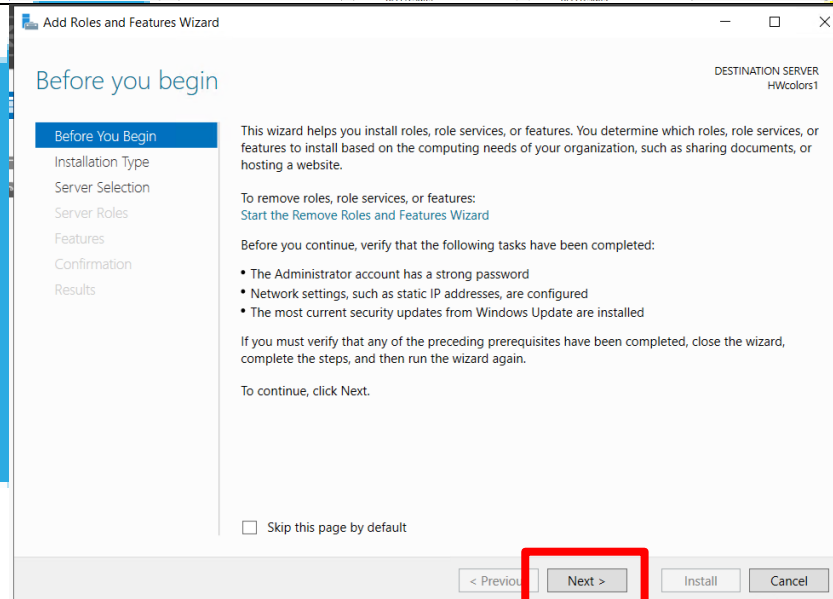 Add Roles and Features Wizard
Before you begin
DESTINATION SERVER
HWcolors1
Before You Begin
Installation Type
Server Selection
Server Roles
Features
Confirmation
Results
This wizard helps you install roles, role services, or features. You determine which roles, role services, or
features to install based on the computing needs of your organization, such as sharing documents, or
hosting a website.
To remove roles, role services, or features:
Start the Remove Roles and Features Wizard
Before you continue, verify that the following tasks have been completed:
• The Administrator account has a strong password
• Network settings, such as static IP addresses, are configured
• The most current security updates from Windows Update are installed
If you must verify that any of the preceding prerequisites have been completed, close the wizard,
complete the steps, and then run the wizard again.
To continue, click Next.
Skip this page by default
< Previou
Next >
Install
Cancel